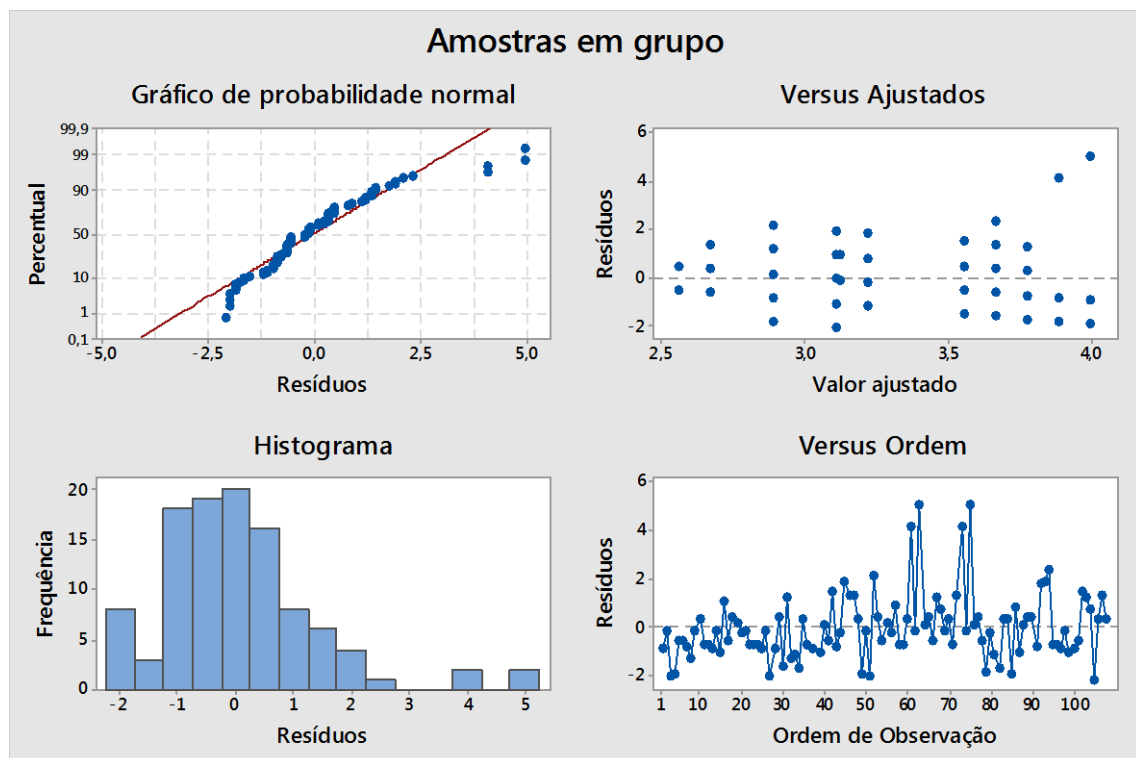 Amostras em grupo
Gráfico de probabilidade normal
99,9
99
90
50
10
1
0,1
Percentual
-5,0 -2,5 0,0 2,5 5,0
Resíduos
Versus Ajustados
6
4
2
0
-2
Resíduos
2,5 3,0 3,5 4,0
Valor ajustado
Histograma
20
15
10
5
0
Frequência
-2 -1 0 1 2 3 4 5
Resíduos
Versus Ordem
6
4
2
0
-2
Resíduos
1 10 20 30 40 50 60 70 80 90 100
Ordem de Observação